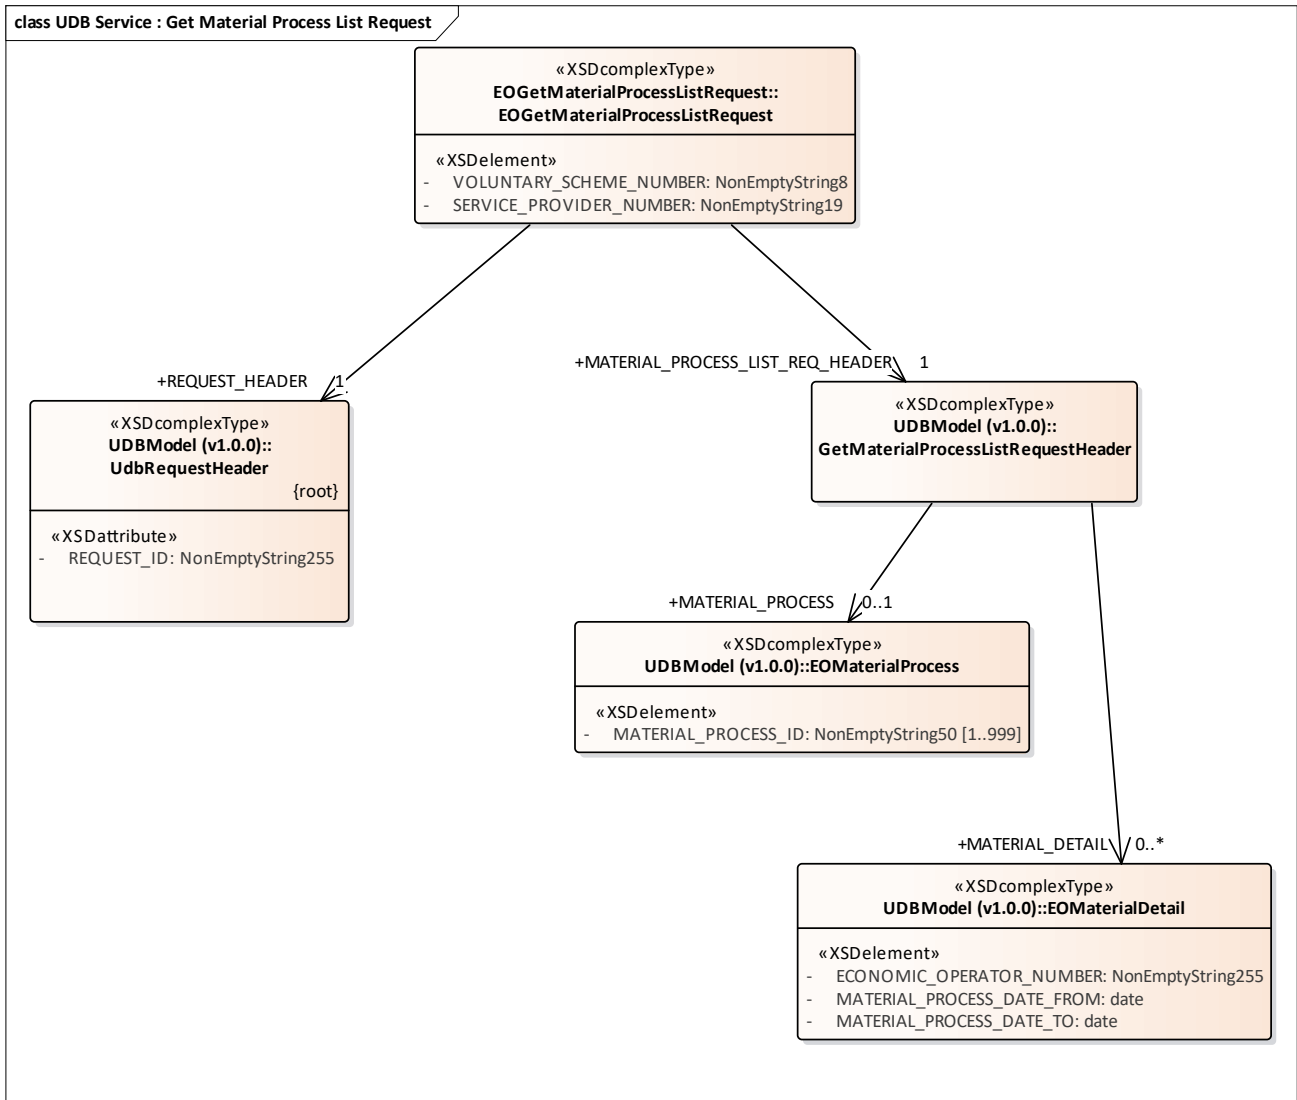 class UDB Service : Get Material Process List Request
«XSDcomplexType»
EOGetMaterialProcessListRequest::
EOGetMaterialProcessListRequest
«XSDelement»
- VOLUNTARY_SCHEME_NUMBER: NonEmptyString8
- SERVICE_PROVIDER_NUMBER: NonEmptyString19
+MATERIAL_PROCESS_LIST_REQ_HEADER 1
+REQUEST_HEADER 1
«XSDcomplexType»
UDBModel (v1.0.0)::
GetMaterialProcessListRequestHeader
«XSDcomplexType»
UDBModel (v1.0.0)::
UdbRequestHeader
{root}
«XSDattribute»
- REQUEST_ID: NonEmptyString255
+MATERIAL_PROCESS 0..1
«XSDcomplexType»
UDBModel (v1.0.0)::EOMaterialProcess
«XSDelement»
- MATERIAL_PROCESS_ID: NonEmptyString50 [1..999]
+MATERIAL_DETAIL 0..*
«XSDcomplexType»
UDBModel (v1.0.0)::EOMaterialDetail
«XSDelement»
- ECONOMIC_OPERATOR_NUMBER: NonEmptyString255
- MATERIAL_PROCESS_DATE_FROM: date
- MATERIAL_PROCESS_DATE_TO: date